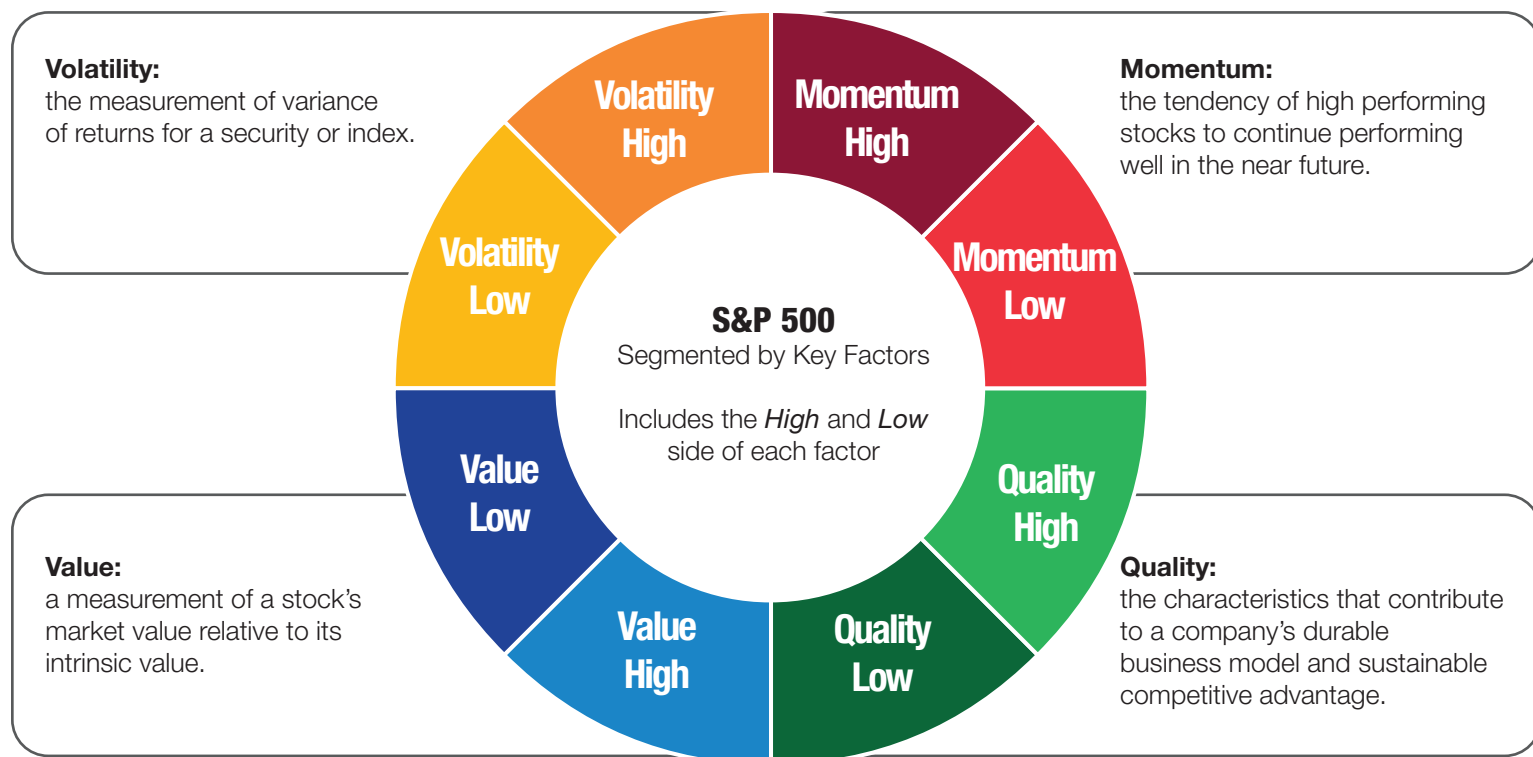 Volatility:
the measurement of variance
of returns for a security or index.
Momentum:
the tendency of high performing
stocks to continue performing
well in the near future.
Volatility
High
Momentum
High
Volatility
Low
Momentum
Low
S&P 500
Segmented by Key Factors
Includes the High and Low
side of each factor
Value
Low
Quality
High
Value
High
Quality
Low
Value:
a measurement of a stock’s
market value relative to its
intrinsic value.
Quality:
the characteristics that contribute
to a company’s durable
business model and sustainable
competitive advantage.